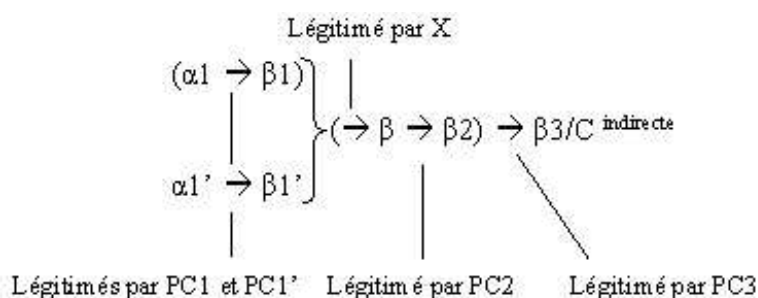 Légitimé par X
(α1 → β1)
(→ β → β2) → β3/C indirecte
α1’ → β1’
Légitimés par PC1 et PC1’ Légitimé par PC2 Légitimé par PC3